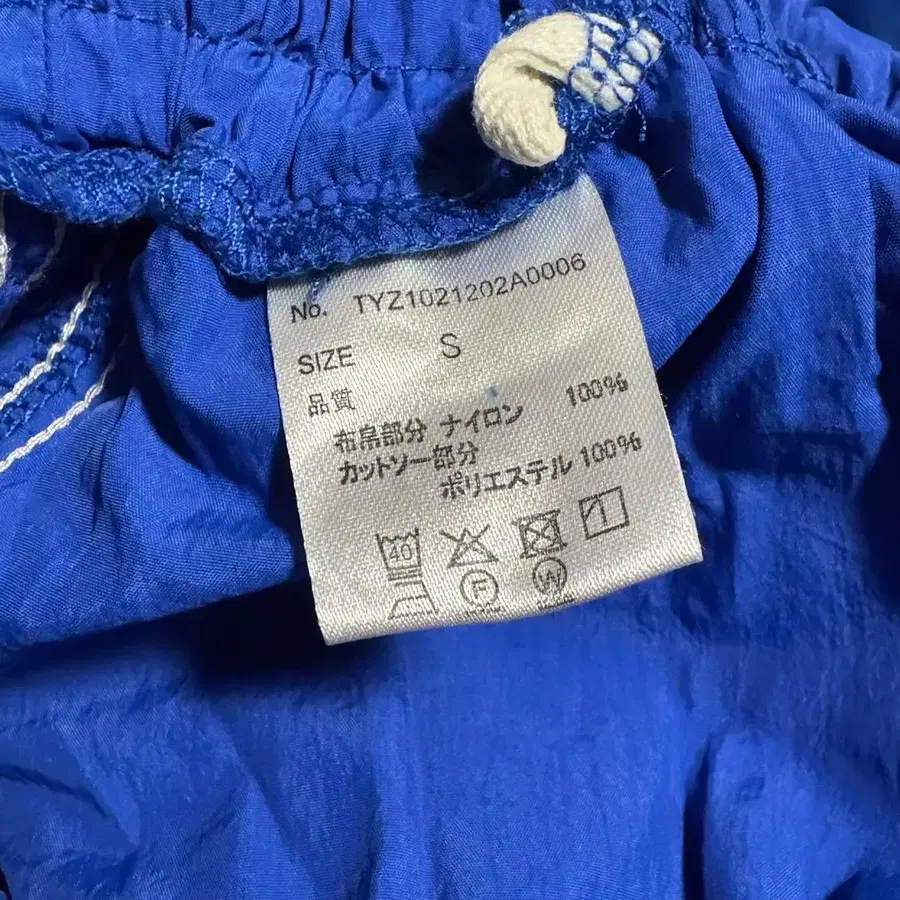 No. TYZ1021202A0006
SIZE S
品質
布帛部分 ナイロン 100%
カットソー部分
ポリエステル 100%
40
F
W